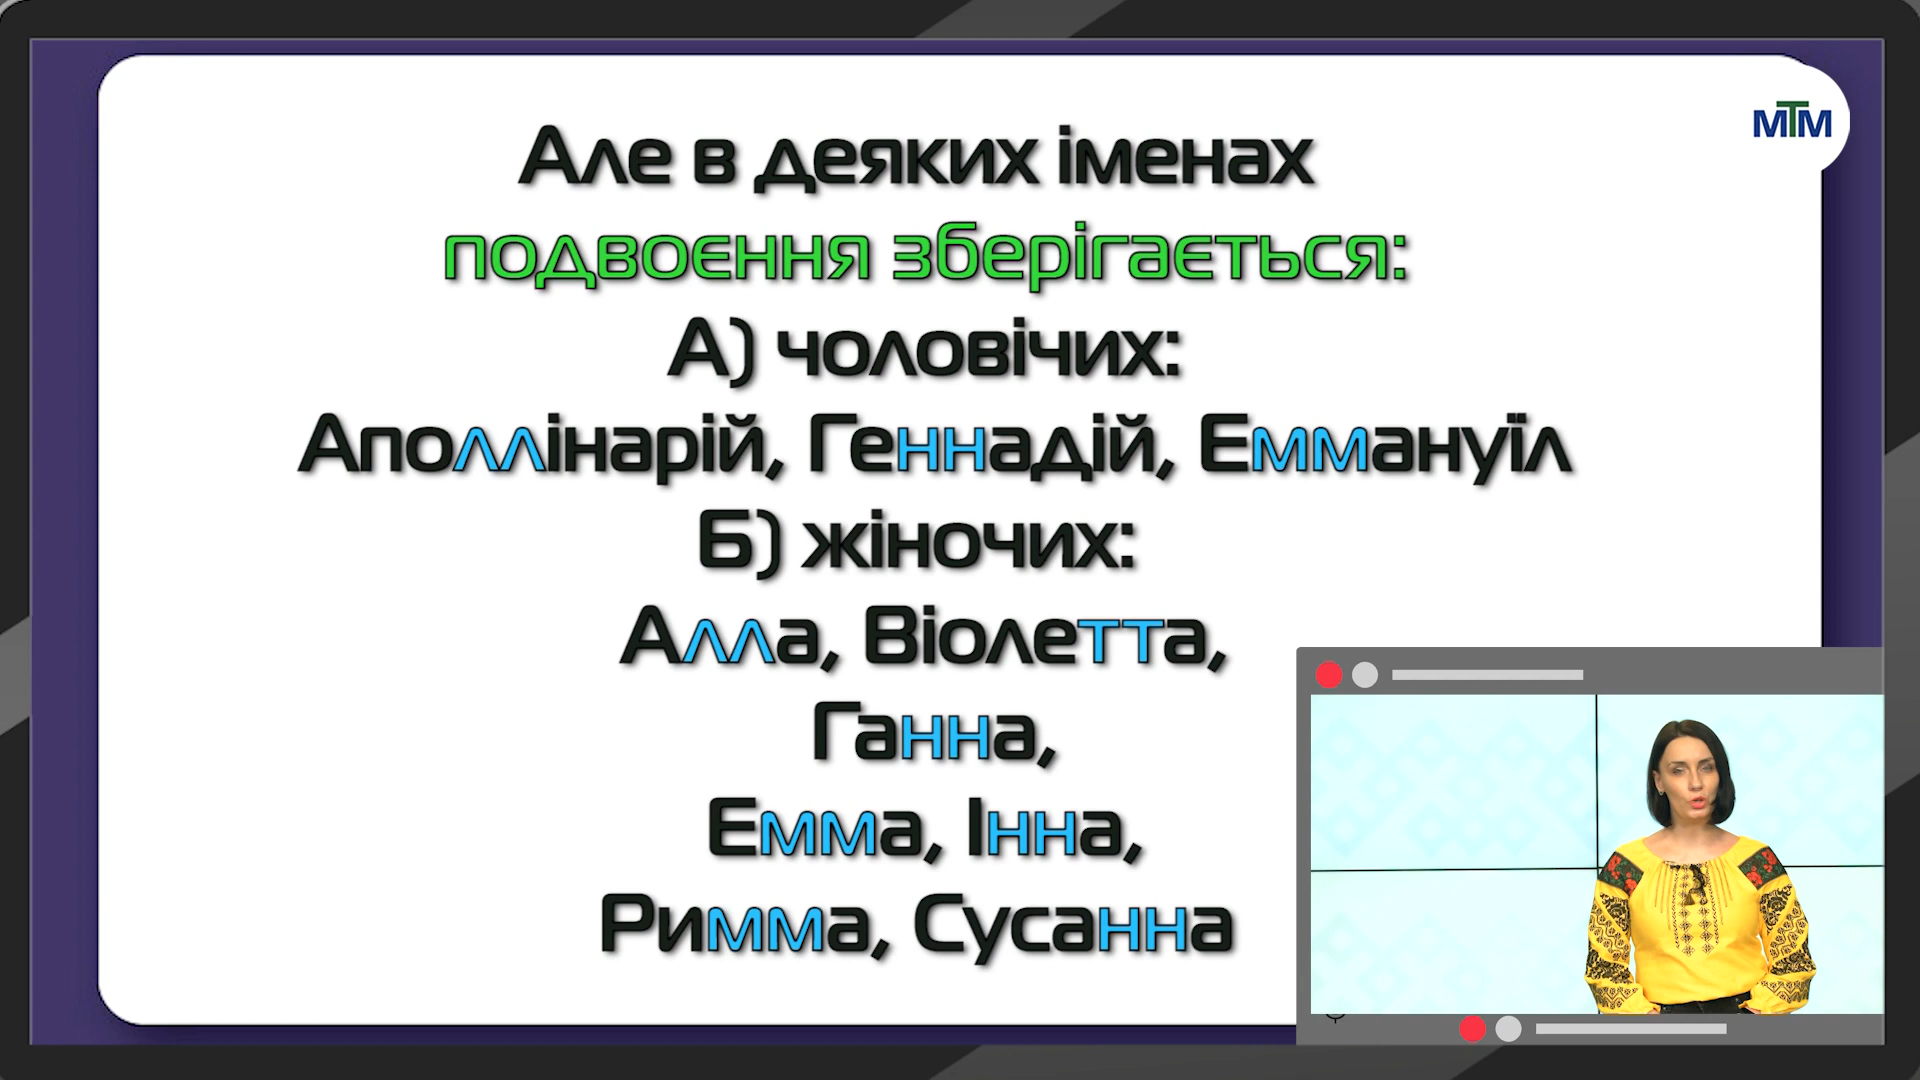 МТМ
Але в деяких іменах
подвоєння зберігається:
А) чоловічих:
Аполлінарій, Геннадій, Еммануїл
Б) жіночих:
Алла, Віолетта,
Ганна,
Емма, Інна,
Римма, Сусанна